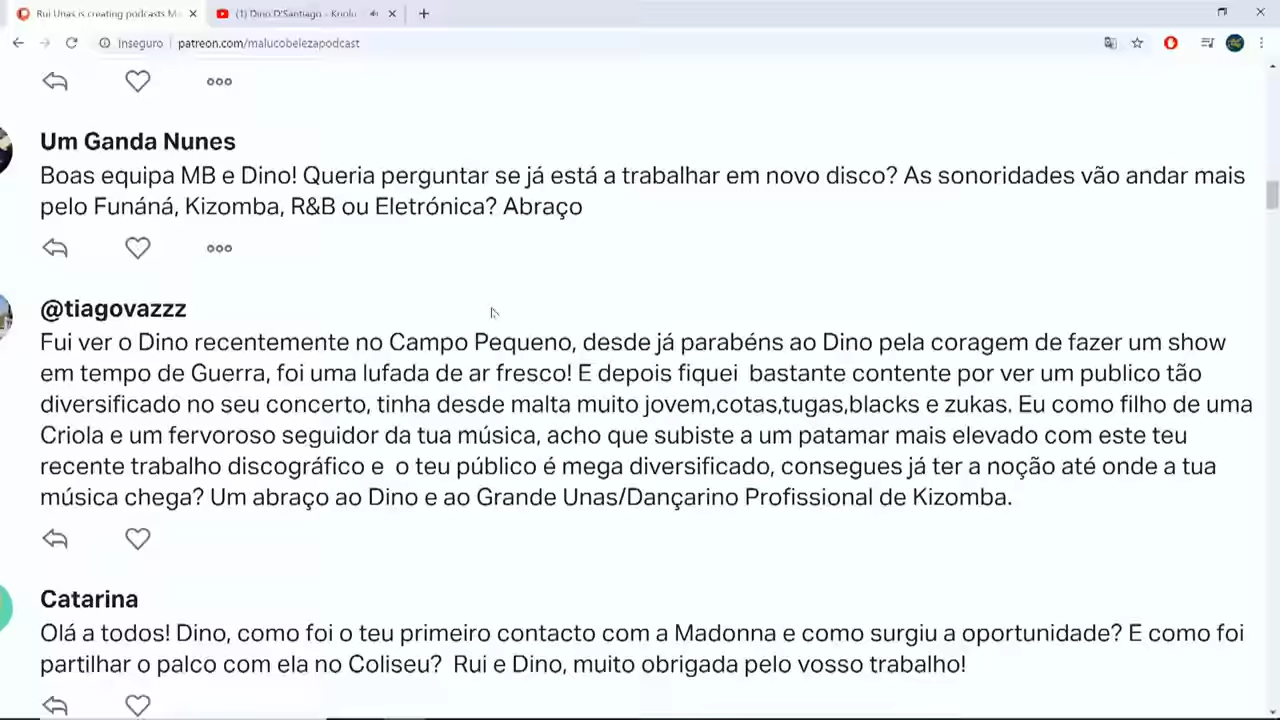 Rui Unas is creating podcasts M
(1) Dino D'Santiago - Kriolu
Inseguro
patreon.com/malucobelezapodcast
Um Ganda Nunes
Boas equipa MB e Dino! Queria perguntar se já está a trabalhar em novo disco? As sonoridades vão andar mais
pelo Funáná, Kizomba, R&B ou Eletrónica? Abraço
@tiagovazzz
Fui ver o Dino recentemente no Campo Pequeno, desde já parabéns ao Dino pela coragem de fazer um show
em tempo de Guerra, foi uma lufada de ar fresco! E depois fiquei  bastante contente por ver um publico tão
diversificado no seu concerto, tinha desde malta muito jovem,cotas,tugas,blacks e zukas. Eu como filho de uma
Criola e um fervoroso seguidor da tua música, acho que subiste a um patamar mais elevado com este teu
recente trabalho discográfico e  o teu público é mega diversificado, consegues já ter a noção até onde a tua
música chega? Um abraço ao Dino e ao Grande Unas/Dançarino Profissional de Kizomba.
Catarina
Olá a todos! Dino, como foi o teu primeiro contacto com a Madonna e como surgiu a oportunidade? E como foi
partilhar o palco com ela no Coliseu?  Rui e Dino, muito obrigada pelo vosso trabalho!